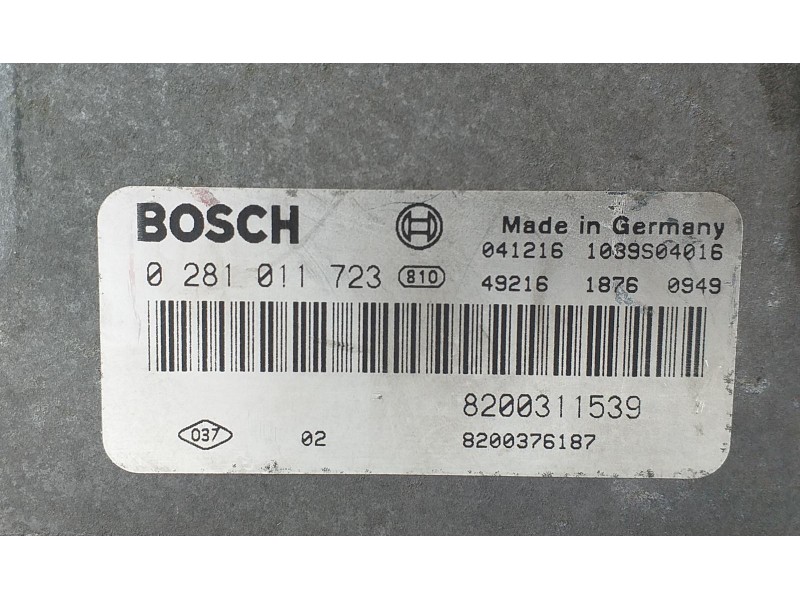 BOSCH
Made in Germany
041216 1039S04016
0 281 011 723 810
49216 1876 0949
8200311539
037 02 8200376187